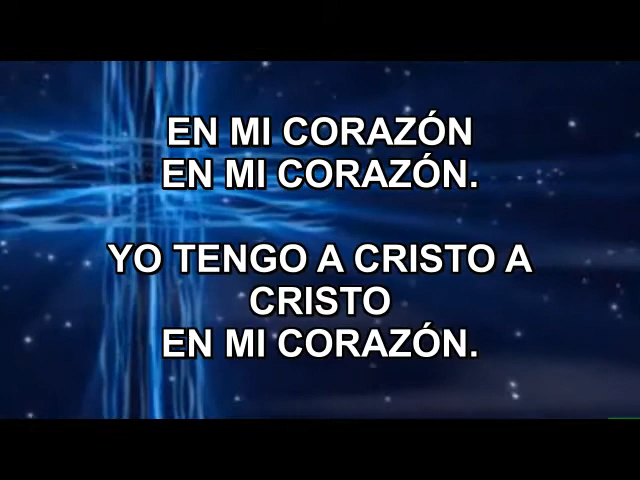 EN MI CORAZÓN
EN MI CORAZÓN.
YO TENGO A CRISTO A
CRISTO
EN MI CORAZÓN.